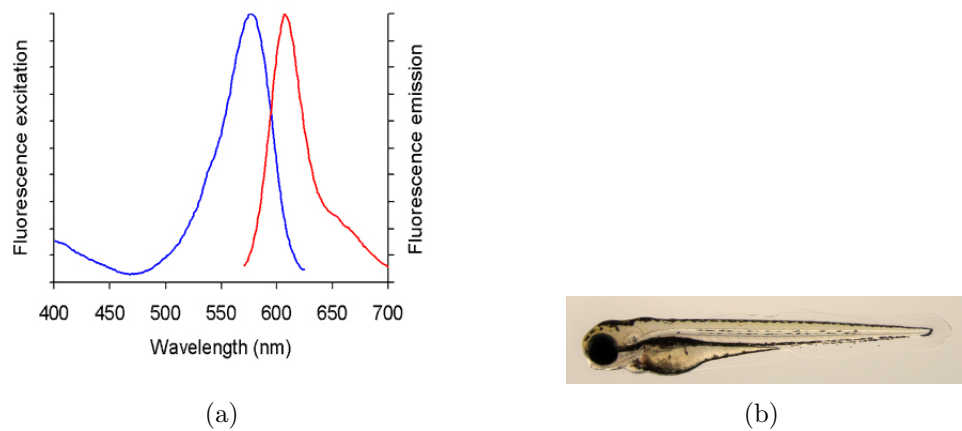 Fluorescence excitation
Fluorescence emission
400 450 500 550 600 650 700
Wavelength (nm)
(a)
(b)